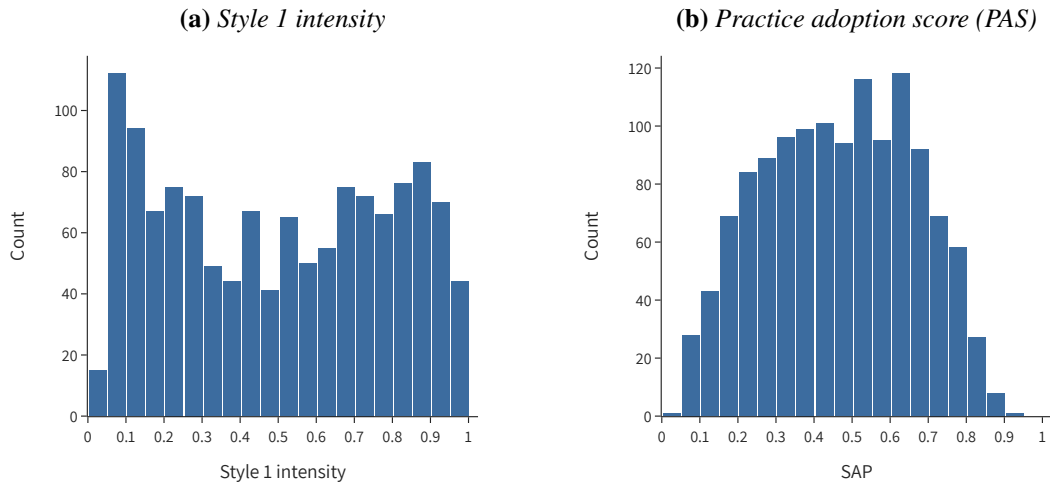 (a) Style 1 intensity
Count
100
80
60
40
20
0
0 0.1 0.2 0.3 0.4 0.5 0.6 0.7 0.8 0.9 1
Style 1 intensity
(b) Practice adoption score (PAS)
Count
120
100
80
60
40
20
0
0 0.1 0.2 0.3 0.4 0.5 0.6 0.7 0.8 0.9 1
SAP